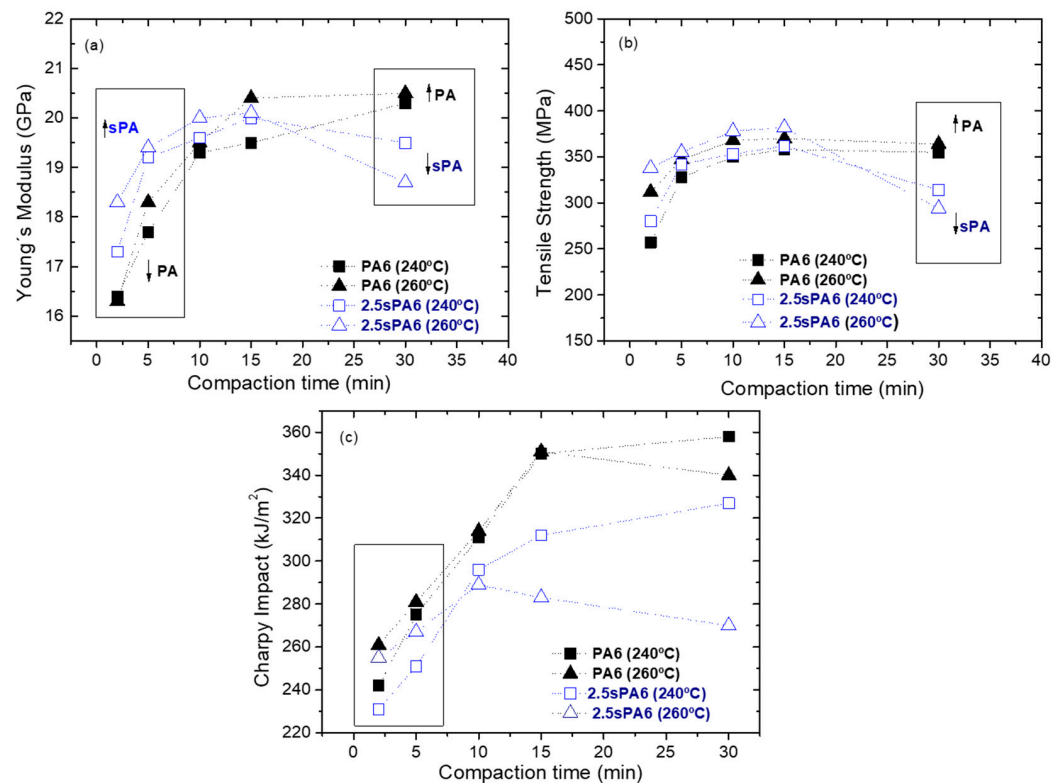 (a)
Young´s Modulus (GPa)
22
21
20
19
18
17
16
sPA
PA
PA
sPA
PA6 (240ºC)
PA6 (260ºC)
2.5sPA6 (240ºC)
2.5sPA6 (260ºC)
0 5 10 15 20 25 30 35 40
Compaction time (min)
(b)
Tensile Strength (MPa)
500
450
400
350
300
250
200
150
PA
sPA
PA6 (240ºC)
PA6 (260ºC)
2.5sPA6 (240ºC)
2.5sPA6 (260ºC)
0 5 10 15 20 25 30 35 40
Compaction time (min)
(c)
Charpy Impact (kJ/m²)
360
340
320
300
280
260
240
220
PA6 (240ºC)
PA6 (260ºC)
2.5sPA6 (240ºC)
2.5sPA6 (260ºC)
0 5 10 15 20 25 30
Compaction time (min)